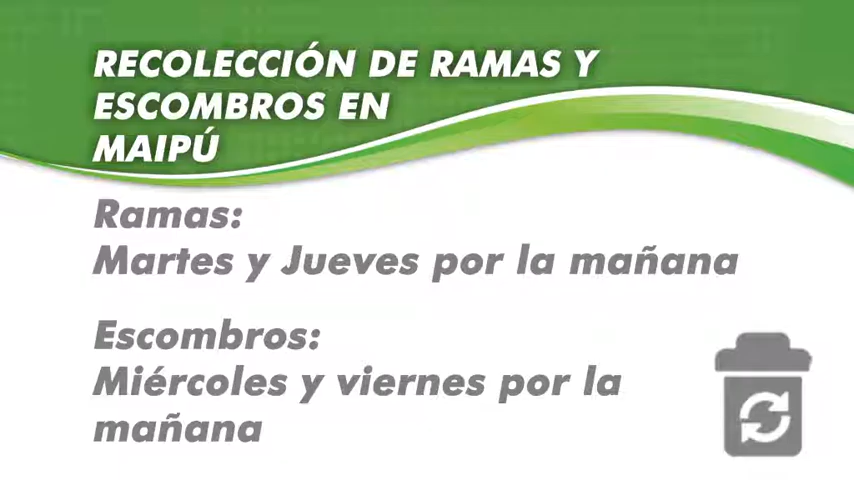 RECOLECCIÓN DE RAMAS Y
ESCOMBROS EN
MAIPÚ
Ramas:
Martes y Jueves por la mañana
Escombros:
Miércoles y viernes por la
mañana